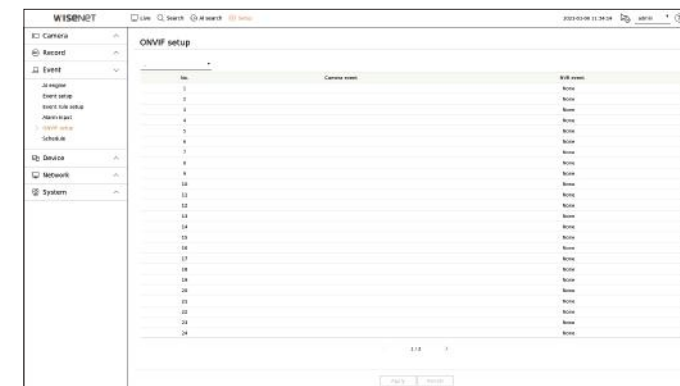 WISENET
Live Search AI search Setup admin
Camera
Record
Event
AI engine
Event setup
Event rule setup
Alarm input
ONVIF setup
Schedule
Device
Network
System
ONVIF setup
No. Camera event NVR event
1 None
2 None
3 None
4 None
5 None
6 None
7 None
8 None
9 None
10 None
11 None
12 None
13 None
14 None
15 None
16 None
17 None
18 None
19 None
20 None
21 None
22 None
23 None
24 None
Apply